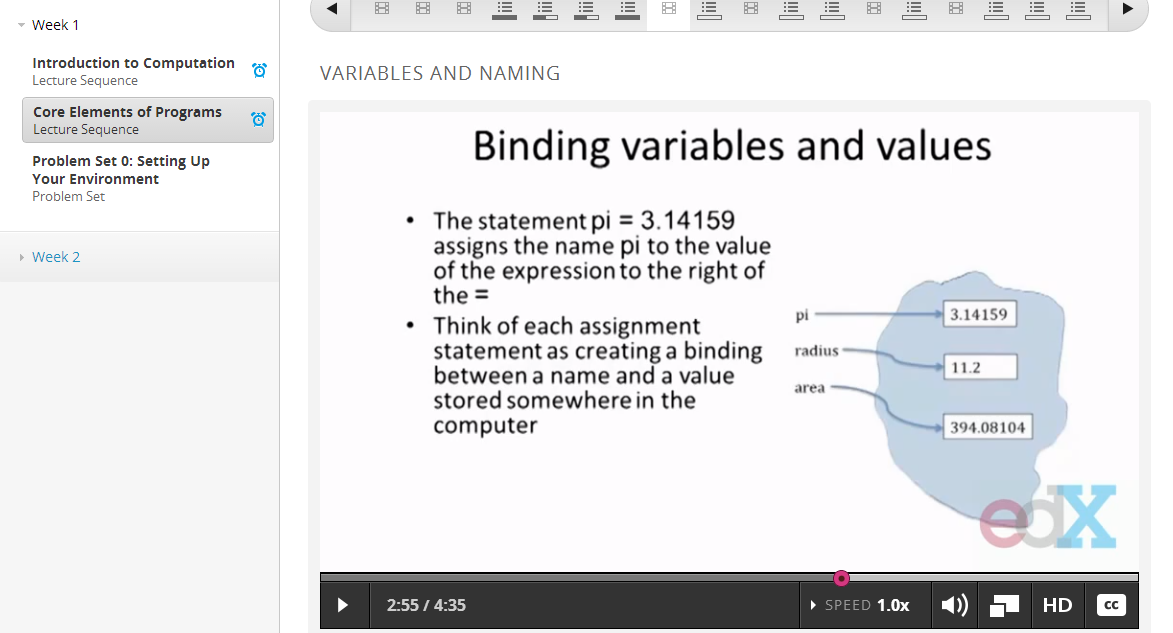 Week 1
Introduction to Computation
Lecture Sequence
Core Elements of Programs
Lecture Sequence
Problem Set 0: Setting Up
Your Environment
Problem Set
Week 2
VARIABLES AND NAMING
Binding variables and values
• The statement pi = 3.14159
assigns the name pi to the value
of the expression to the right of
the =
• Think of each assignment
statement as creating a binding
between a name and a value
stored somewhere in the
computer
pi 3.14159
radius 11.2
area 394.08104
edX
2:55 / 4:35
SPEED 1.0x
HD
cc